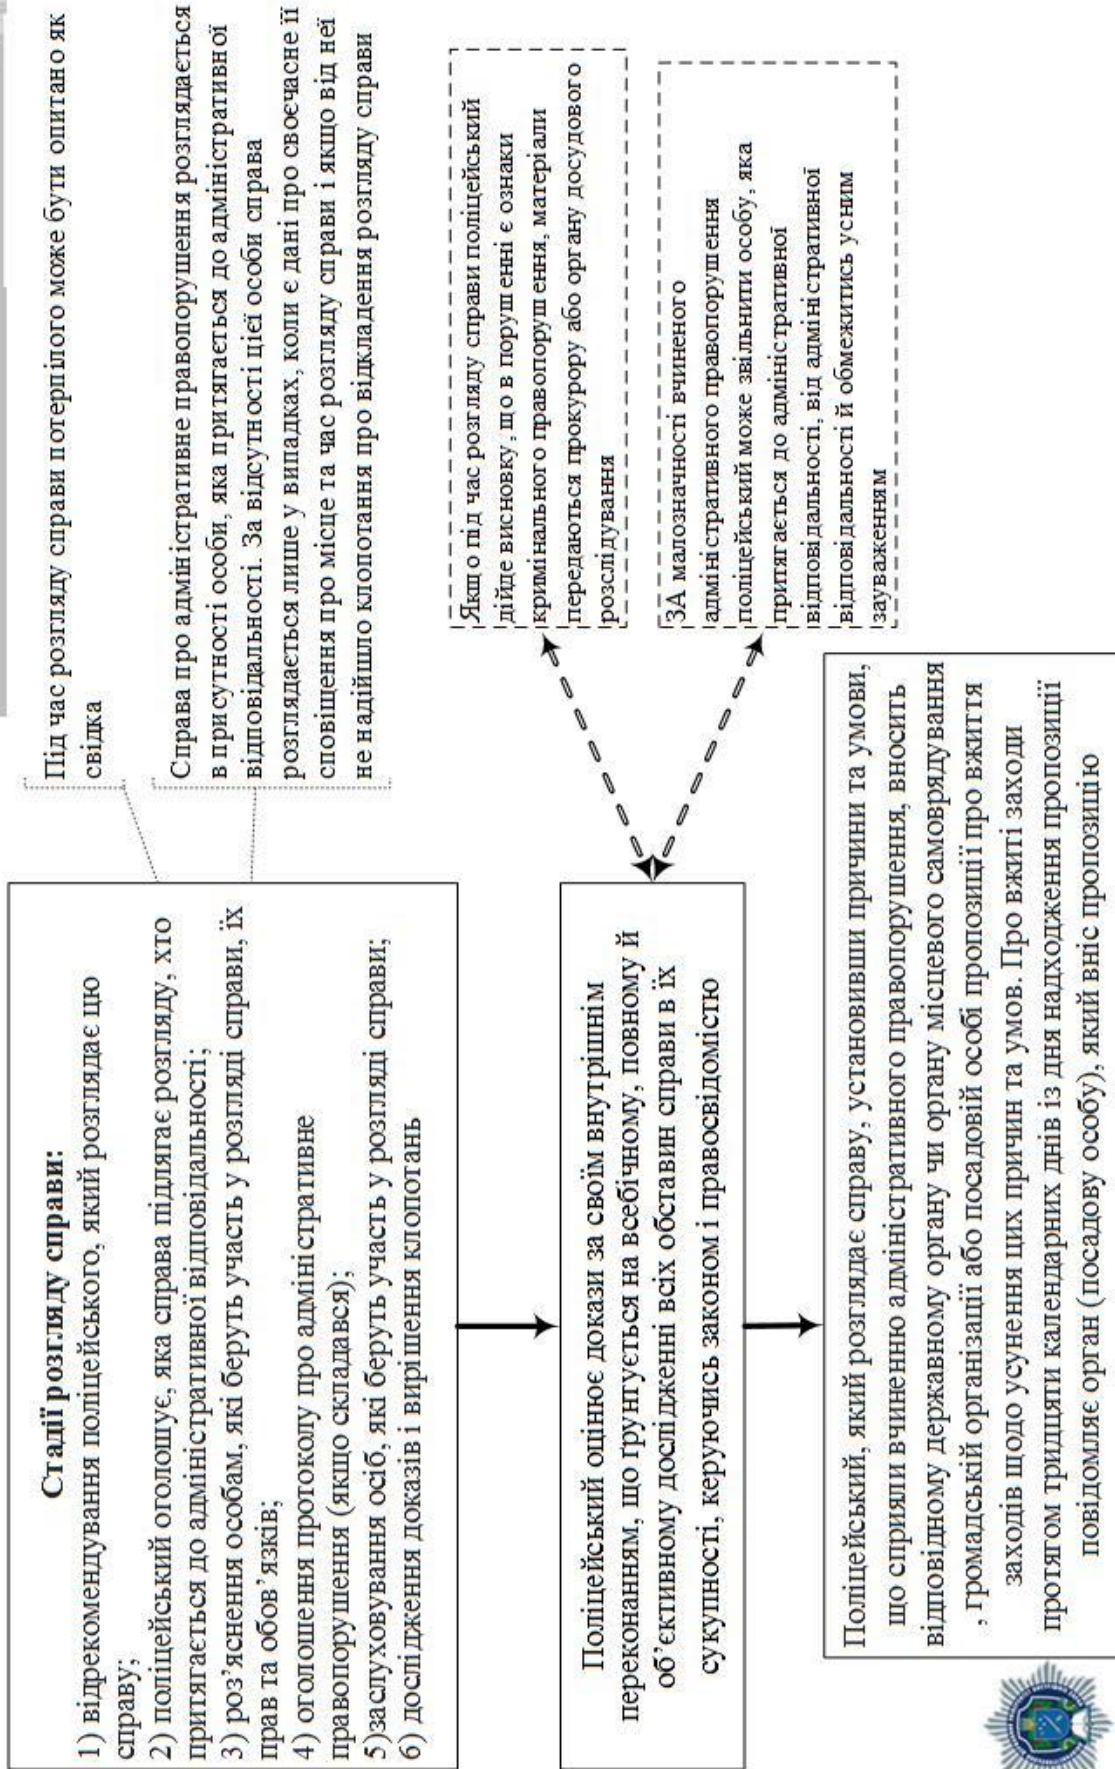 Стадії розгляду справи:
1) відрекомендування поліцейського, який розглядає цю
справу;
2) поліцейський оголошує, яка справа підлягає розгляду, хто
притягається до адміністративної відповідальності;
3) роз’яснення особам, які беруть участь у розгляді справи, їх
прав та обов’язків;
4) оголошення протоколу про адміністративне
правопорушення (якщо складався);
5)заслуховування осіб, які беруть участь у розгляді справи;
6) дослідження доказів і вирішення клопотань
Під час розгляду справи потерпілого може бути опитано як
свідка
Справа про адміністративне правопорушення розглядається
в присутності особи, яка притягається до адміністративної
відповідальності. За відсутності цієї особи справа
розглядається лише у випадках, коли є дані про своєчасне її
сповіщення про місце та час розгляду справи і якщо від неї
не надійшло клопотання про відкладення розгляду справи
Поліцейський оцінює докази за своїм внутрішнім
переконанням, що ґрунтується на всебічному, повному й
об’єктивному дослідженні всіх обставин справи в їх
сукупності, керуючись законом і правосвідомістю
Якщо під час розгляду справи поліцейський
дійде висновку, що в порушенні є ознаки
кримінального правопорушення, матеріали
передаються прокурору або органу досудового
розслідування
ЗА малозначності вчиненого
адміністративного правопорушення
поліцейський може звільнити особу, яка
притягається до адміністративної
відповідальності, від адміністративної
відповідальності й обмежитись усним
зауваженням
Поліцейський, який розглядає справу, установивши причини та умови,
що сприяли вчиненню адміністративного правопорушення, вносить
відповідному державному органу чи органу місцевого самоврядування
, громадській організації або посадовій особі пропозиції про вжиття
заходів щодо усунення цих причин та умов. Про вжиті заходи
протягом тридцяти календарних днів із дня надходження пропозиції
повідомляє орган (посадову особу), який вніс пропозицію